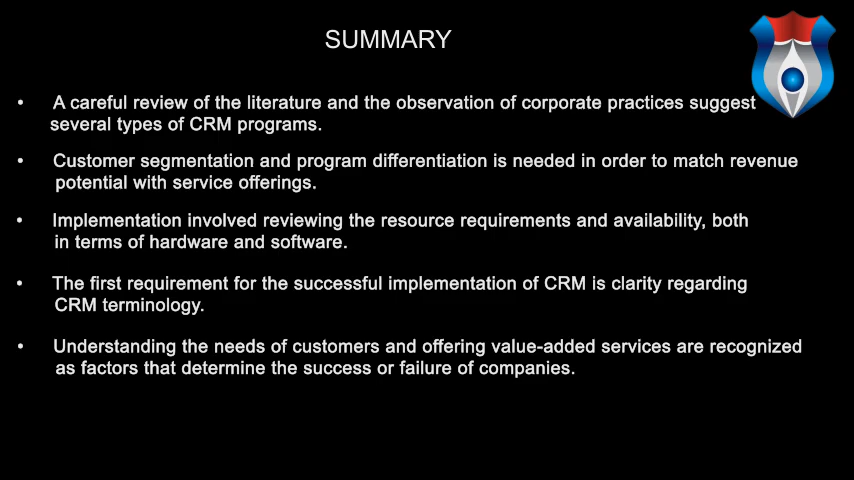 SUMMARY
• A careful review of the literature and the observation of corporate practices suggest
several types of CRM programs.
• Customer segmentation and program differentiation is needed in order to match revenue
potential with service offerings.
• Implementation involved reviewing the resource requirements and availability, both
in terms of hardware and software.
• The first requirement for the successful implementation of CRM is clarity regarding
CRM terminology.
• Understanding the needs of customers and offering value-added services are recognized
as factors that determine the success or failure of companies.